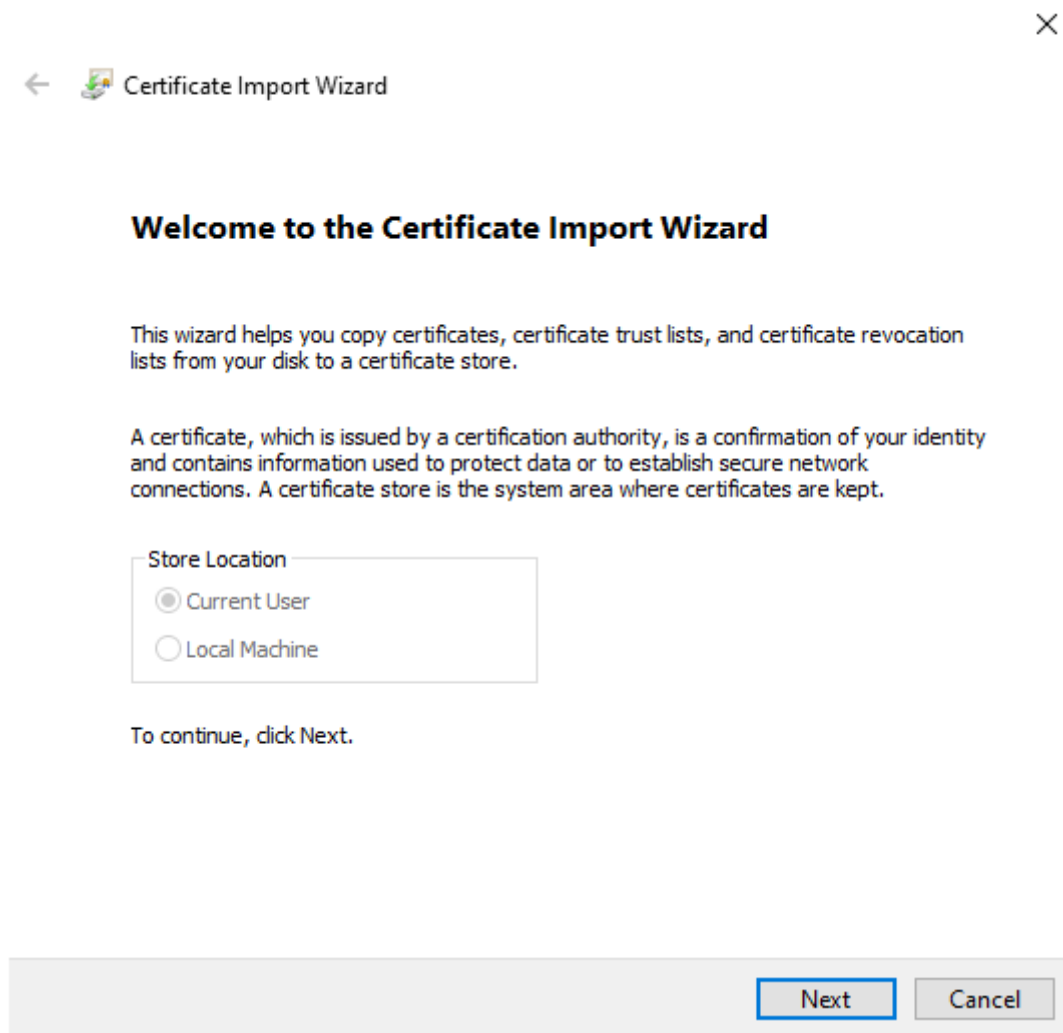 Certificate Import Wizard
Welcome to the Certificate Import Wizard
This wizard helps you copy certificates, certificate trust lists, and certificate revocation
lists from your disk to a certificate store.
A certificate, which is issued by a certification authority, is a confirmation of your identity
and contains information used to protect data or to establish secure network
connections. A certificate store is the system area where certificates are kept.
Store Location
Current User
Local Machine
To continue, click Next.
Next Cancel